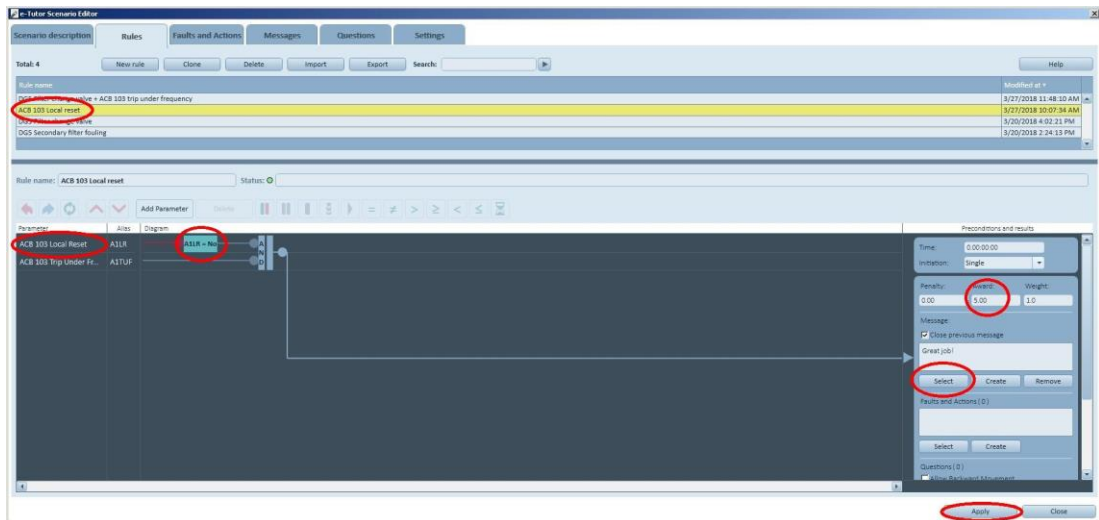 e-Tutor Scenario Editor
Scenario description Rules Faults and Actions Messages Questions Settings
Total: 4 New rule Clone Delete Import Export Search: Help
Rule name Modified at
valve + ACB 103 trip under frequency 3/27/2018 11:48:10 AM
ACB 103 Local reset 3/27/2018 10:07:34 AM
DG5 valve 3/20/2018 4:02:21 PM
DG5 Secondary filter fouling 3/20/2018 2:24:13 PM
Rule name: ACB 103 Local reset Status:
Add Parameter Delete = ≠ > ≥ < ≤
Parameter Alias Diagram Preconditions and results
ACB 103 Local Reset A1LR A1LR = No
ACB 103 Trip Under Fr... A1TUF
AND
Time: 0.00:00:00
Initiation: Single
Penalty: Award: Weight:
0.00 5.00 1.0
Message:
Close previous message
Great job!
Select Create Remove
Faults and Actions ( 0 )
Select Create
Questions ( 0 )
Allow Backward Movement
Apply Close